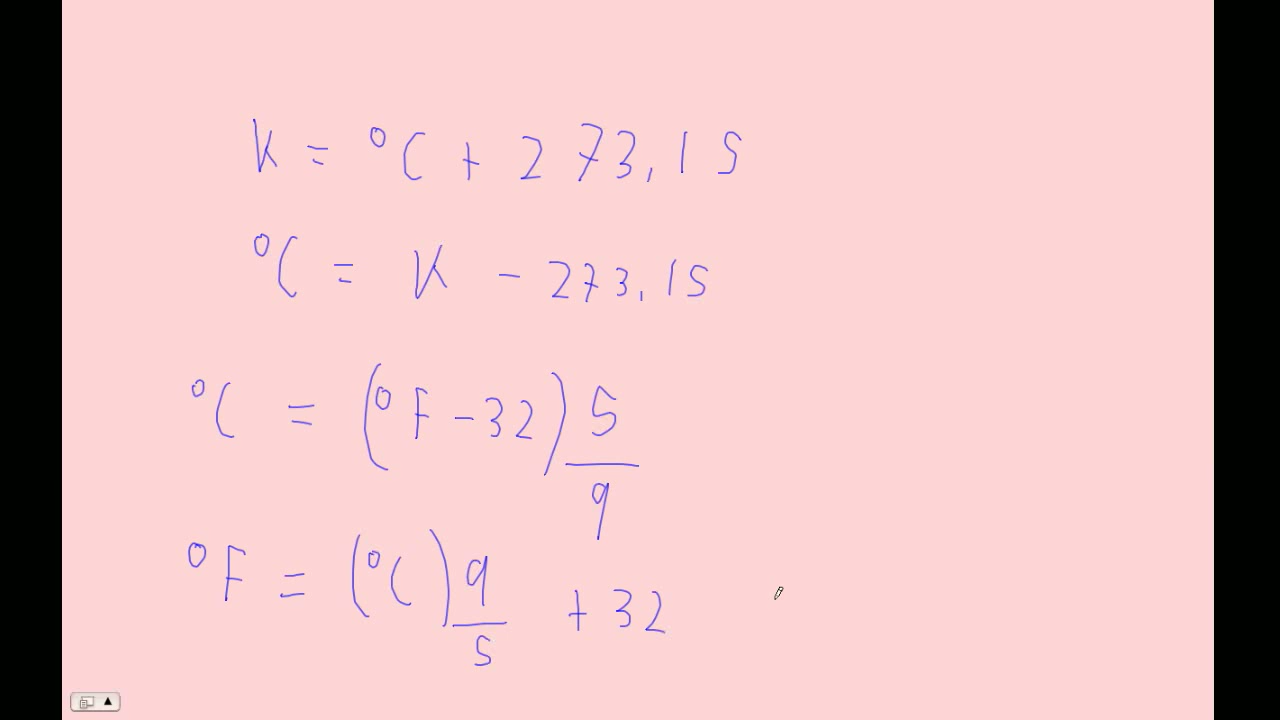 K = °C + 273,15
°C = K - 273,15
°C = (°F - 32) 5/9
°F = (°C) 9/5 + 32